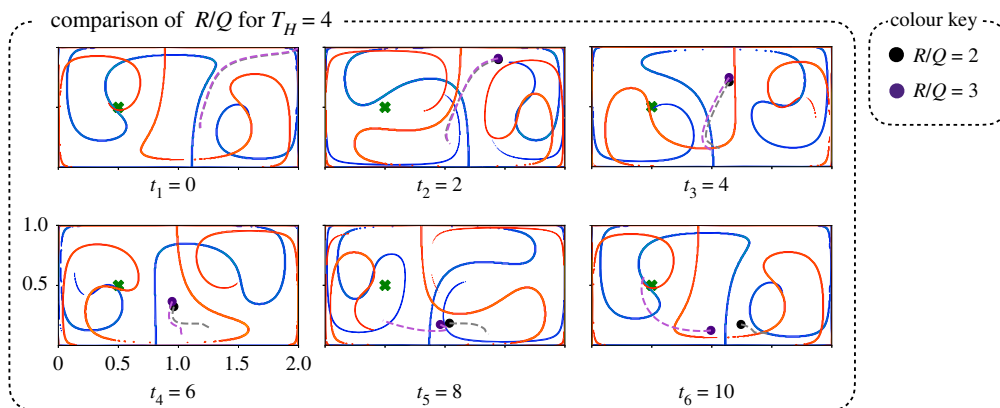 comparison of R/Q for T_H = 4
colour key
R/Q = 2
R/Q = 3
t_1 = 0
t_2 = 2
t_3 = 4
1.0
0.5
0 0.5 1.0 1.5 2.0
t_4 = 6
t_5 = 8
t_6 = 10